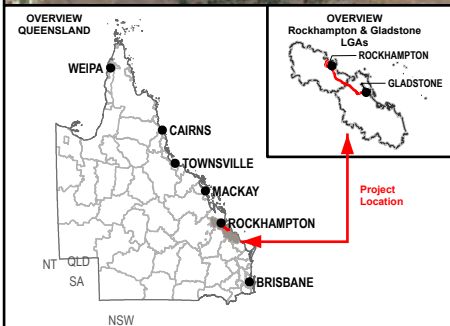 OVERVIEW
QUEENSLAND
WEIPA
CAIRNS
TOWNSVILLE
MACKAY
ROCKHAMPTON
BRISBANE
NT QLD
SA
NSW
OVERVIEW
Rockhampton & Gladstone
LGAs
ROCKHAMPTON
GLADSTONE
Project
Location